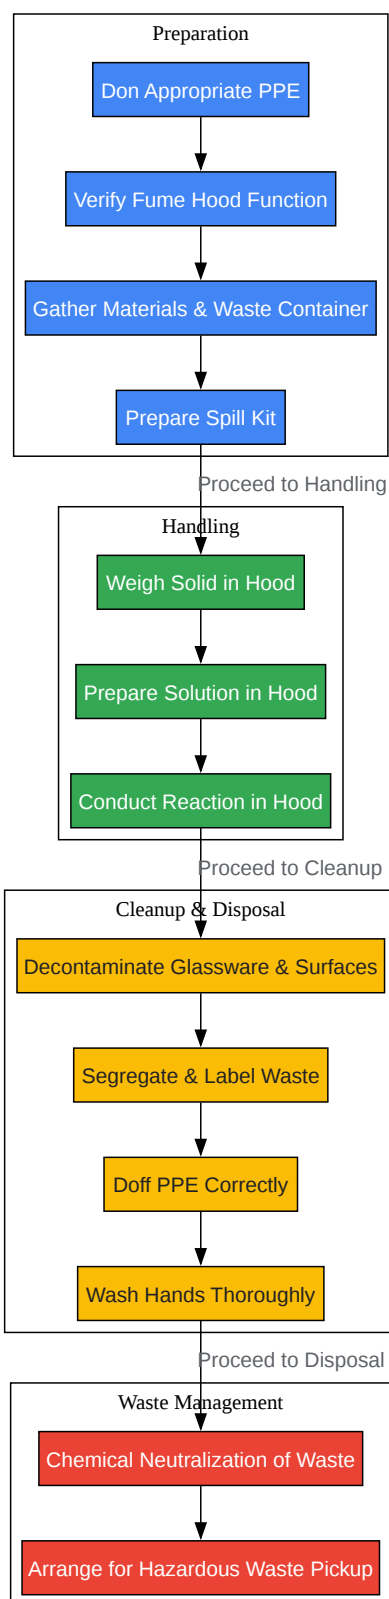 Preparation
Don Appropriate PPE
Verify Fume Hood Function
Gather Materials & Waste Container
Prepare Spill Kit
Proceed to Handling
Handling
Weigh Solid in Hood
Prepare Solution in Hood
Conduct Reaction in Hood
Proceed to Cleanup
Cleanup & Disposal
Decontaminate Glassware & Surfaces
Segregate & Label Waste
Doff PPE Correctly
Wash Hands Thoroughly
Proceed to Disposal
Waste Management
Chemical Neutralization of Waste
Arrange for Hazardous Waste Pickup